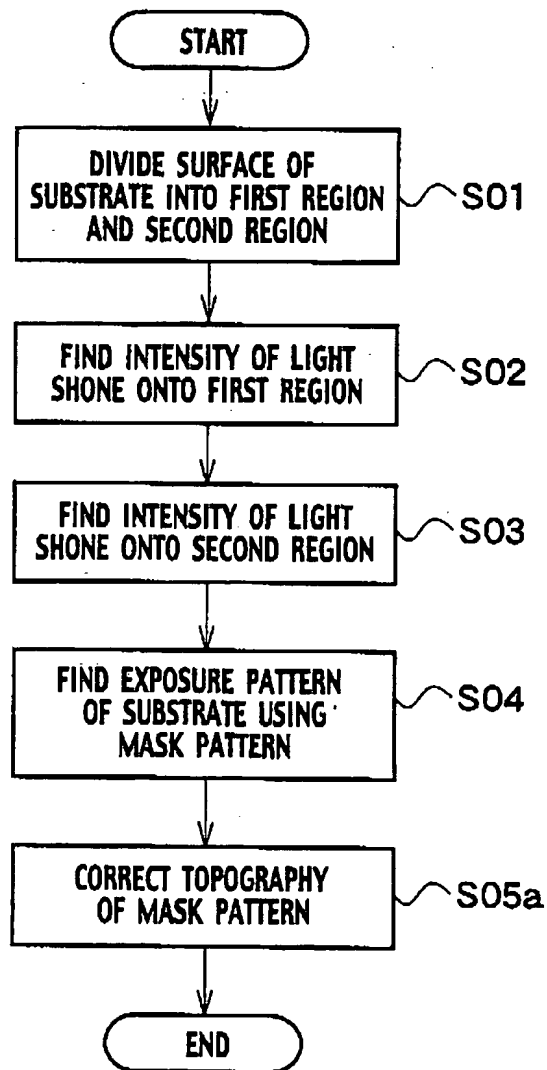 START
DIVIDE SURFACE OF
SUBSTRATE INTO FIRST REGION
AND SECOND REGION
S01
FIND INTENSITY OF LIGHT
SHONE ONTO FIRST REGION
S02
FIND INTENSITY OF LIGHT
SHONE ONTO SECOND REGION
S03
FIND EXPOSURE PATTERN
OF SUBSTRATE USING
MASK PATTERN
S04
CORRECT TOPOGRAPHY
OF MASK PATTERN
S05a
END